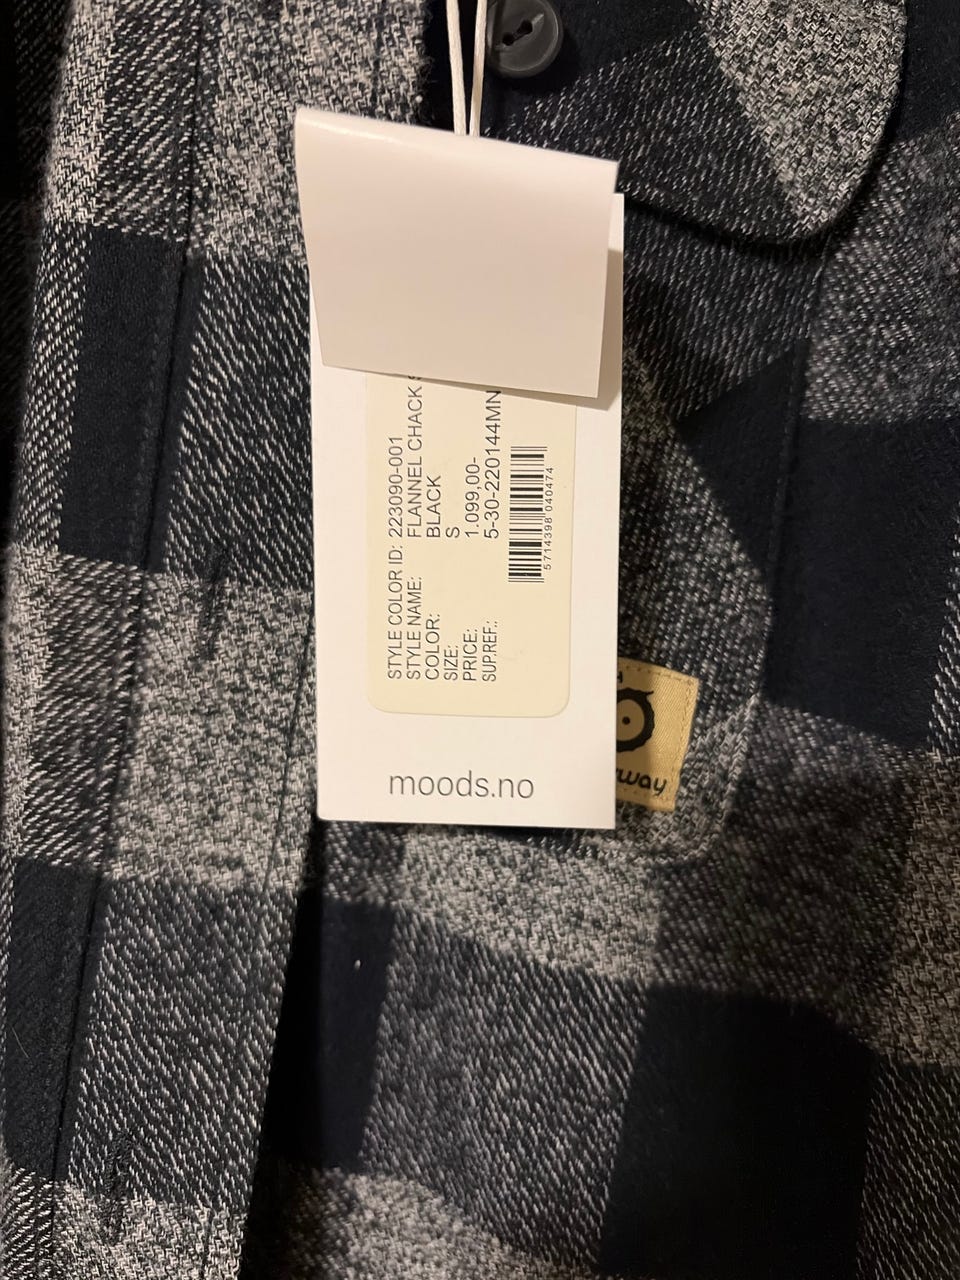 STYLE COLOR ID: 223090-001
STYLE NAME: FLANNEL CHACK
COLOR: BLACK
SIZE: S
PRICE: 1.099,00-
SUP.REF.: 5-30-220144MN
5714398 040474
moods.no